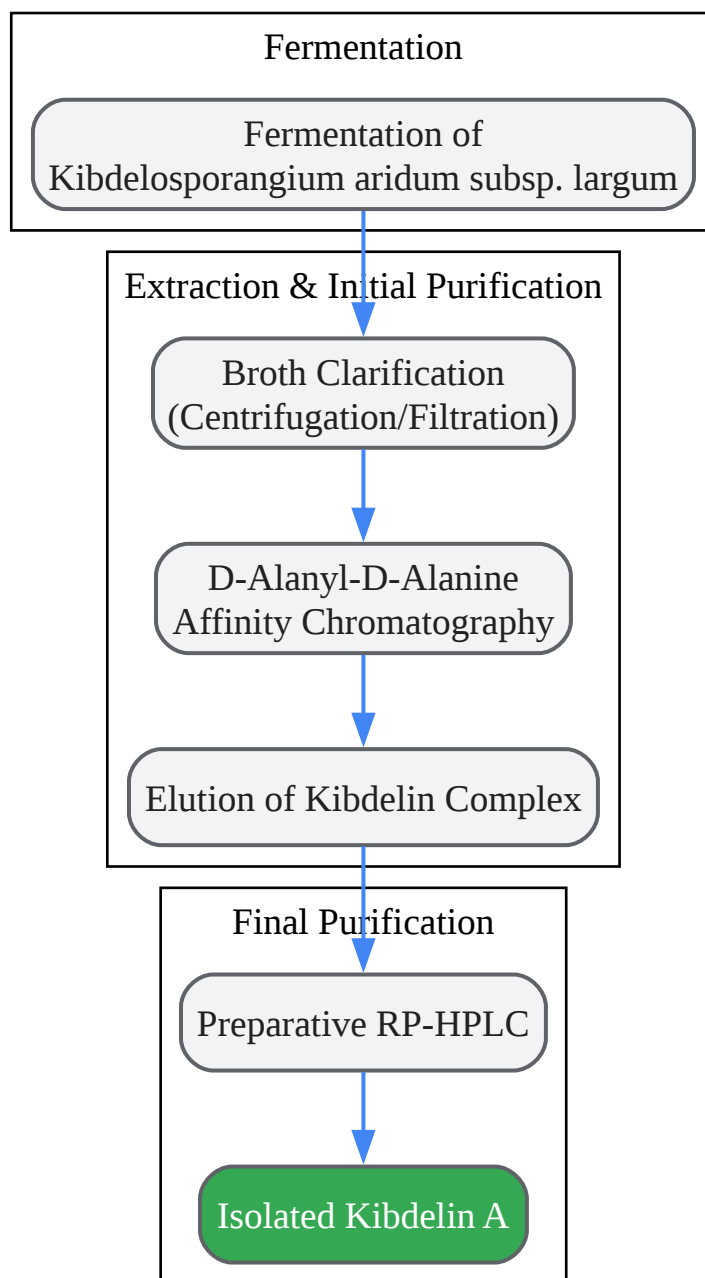 Fermentation
Fermentation of
Kibdelosporangium aridum subsp. largum
Extraction & Initial Purification
Broth Clarification
(Centrifugation/Filtration)
D-Alanyl-D-Alanine
Affinity Chromatography
Elution of Kibdelin Complex
Final Purification
Preparative RP-HPLC
Isolated Kibdelin A